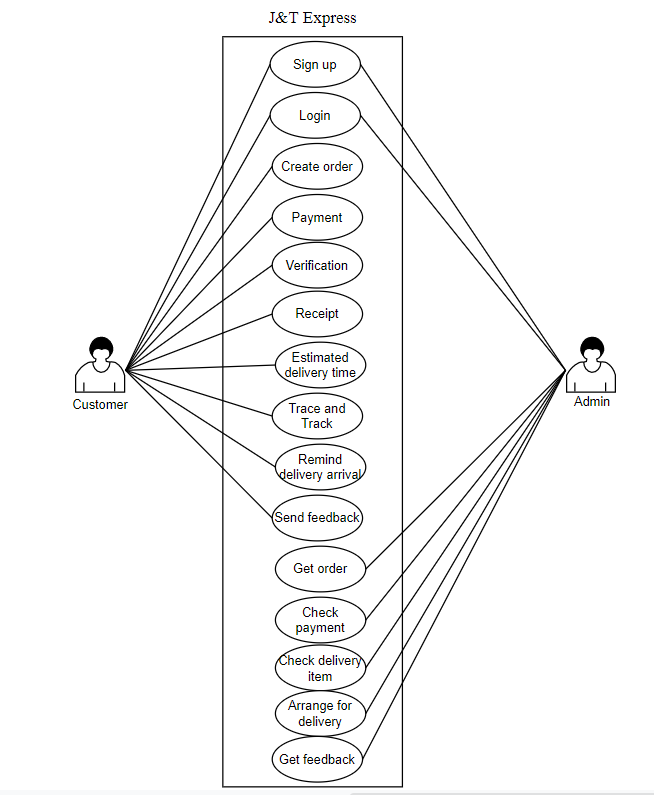 J&T Express
Sign up
Login
Create order
Payment
Verification
Receipt
Estimated
delivery time
Trace and
Track
Remind
delivery arrival
Send feedback
Get order
Check
payment
Check delivery
item
Arrange for
delivery
Get feedback
Customer
Admin